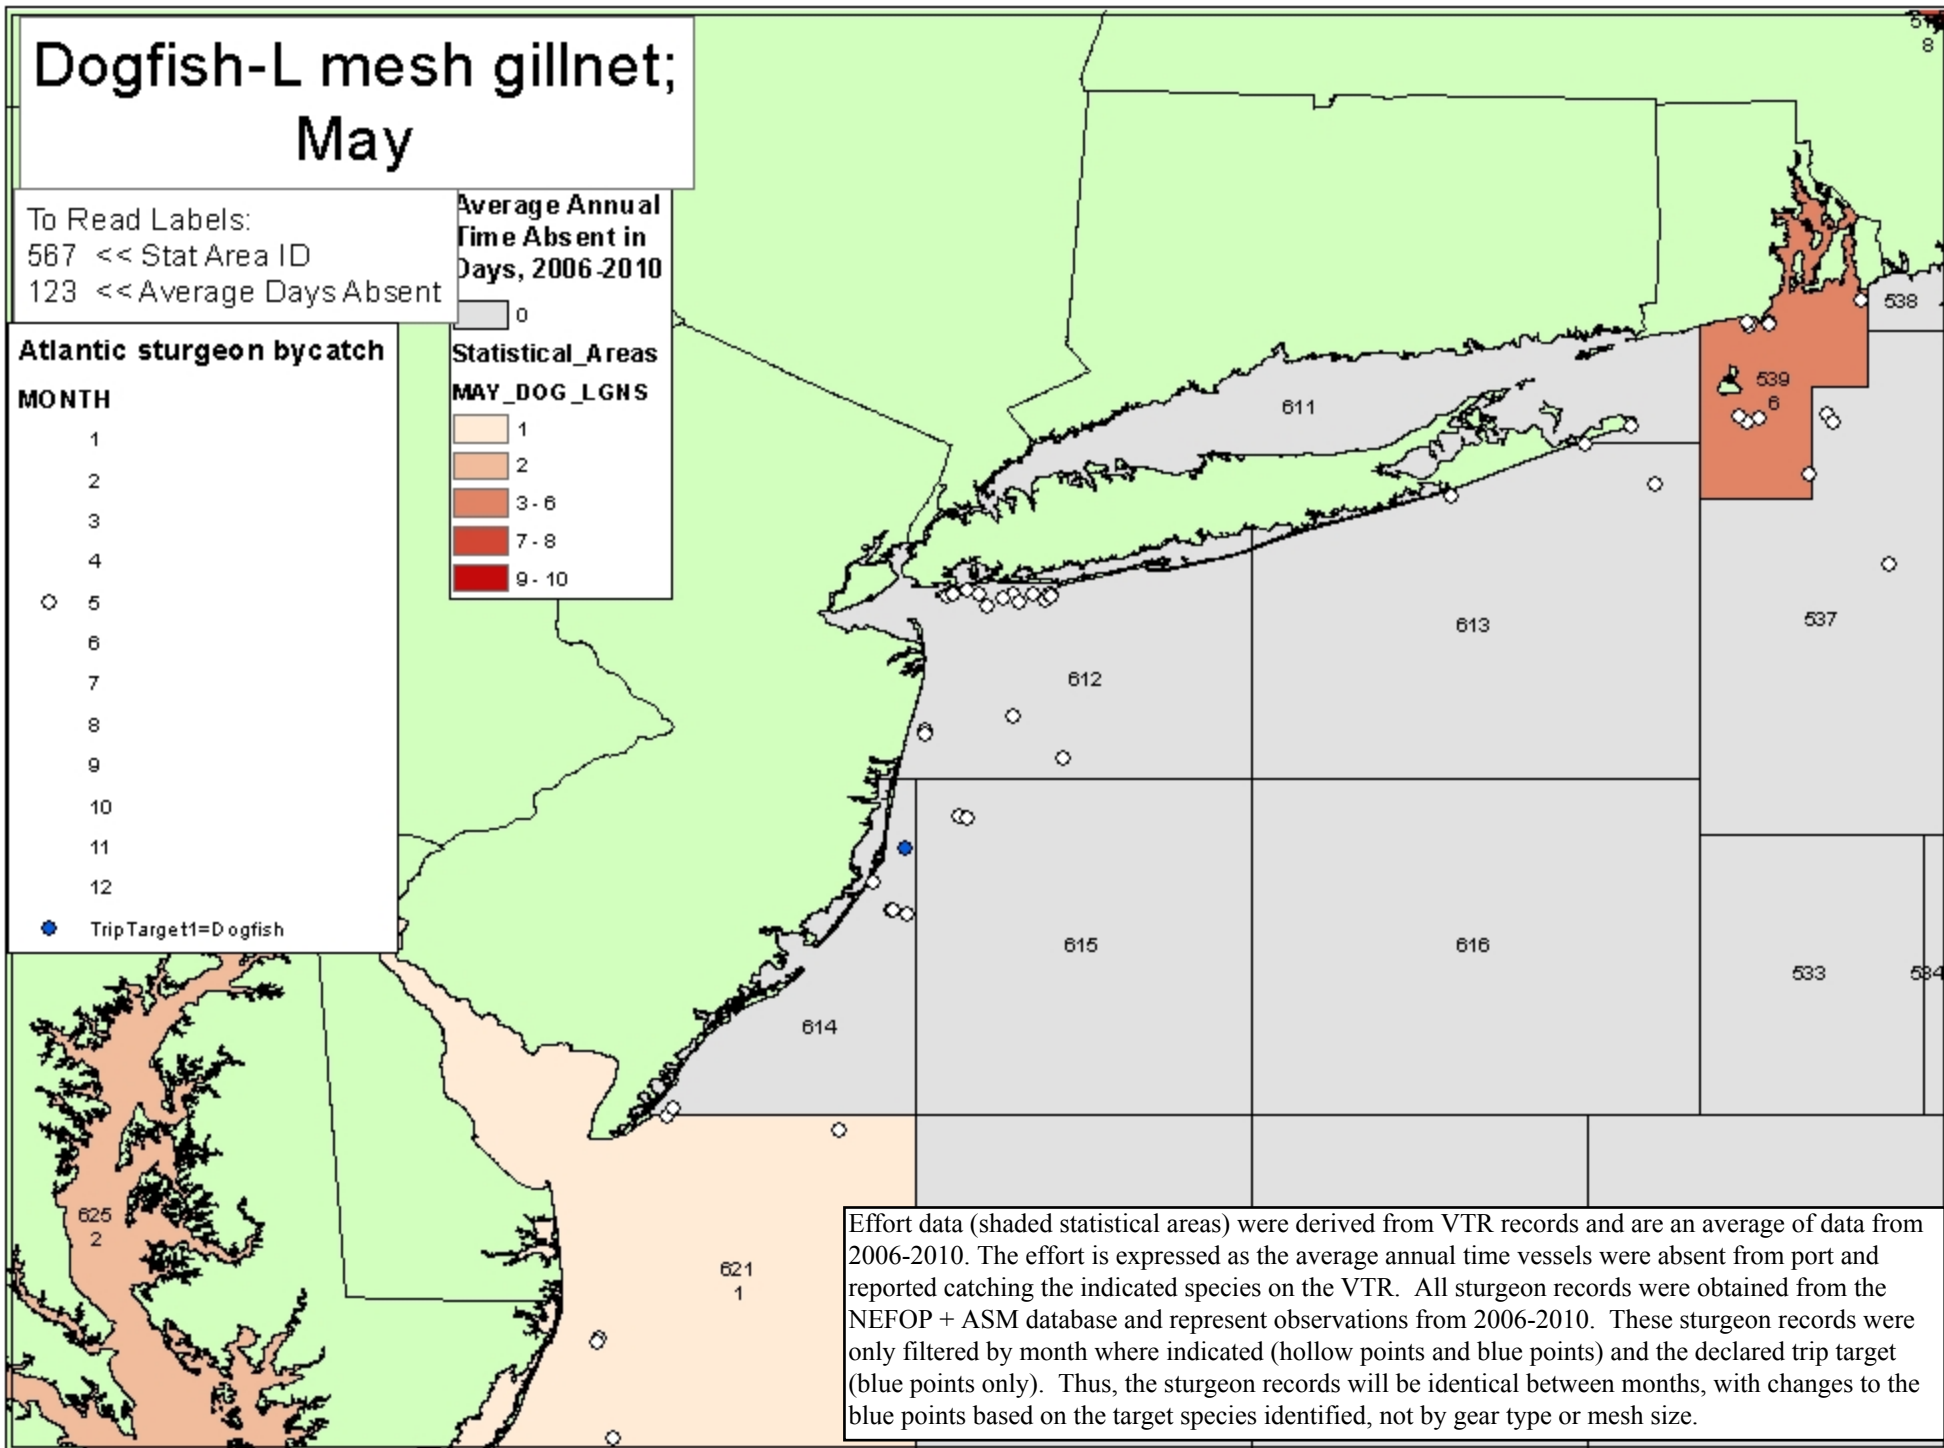 Dogfish-L mesh gillnet;
May
To Read Labels:
567 << Stat Area ID
123 << Average Days Absent
Average Annual
Time Absent in
Days, 2006-2010
0
Statistical_Areas
MAY_DOG_LGNS
1
2
3 - 6
7 - 8
9 - 10
Atlantic sturgeon bycatch
MONTH
1
2
3
4
5
6
7
8
9
10
11
12
TripTarget1=Dogfish
8
538
539
6
611
537
613
612
615
616
533
534
614
625
2
621
1
Effort data (shaded statistical areas) were derived from VTR records and are an average of data from
2006-2010. The effort is expressed as the average annual time vessels were absent from port and
reported catching the indicated species on the VTR. All sturgeon records were obtained from the
NEFOP + ASM database and represent observations from 2006-2010. These sturgeon records were
only filtered by month where indicated (hollow points and blue points) and the declared trip target
(blue points only). Thus, the sturgeon records will be identical between months, with changes to the
blue points based on the target species identified, not by gear type or mesh size.